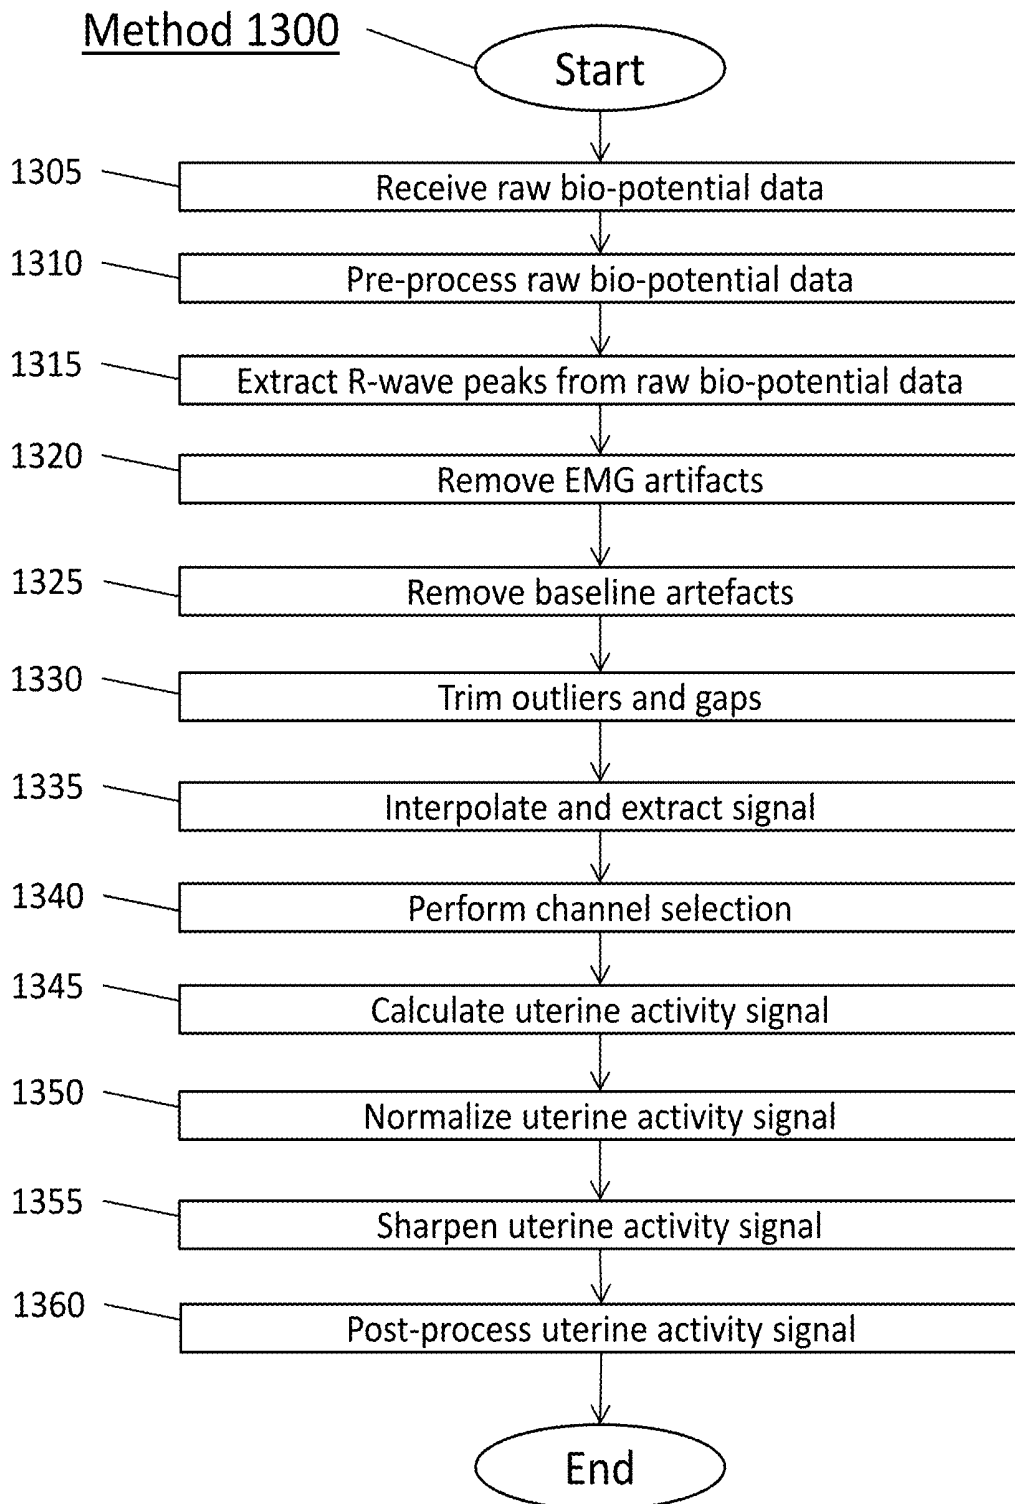 Method 1300
Start
1305
Receive raw bio-potential data
1310
Pre-process raw bio-potential data
1315
Extract R-wave peaks from raw bio-potential data
1320
Remove EMG artifacts
1325
Remove baseline artefacts
1330
Trim outliers and gaps
1335
Interpolate and extract signal
1340
Perform channel selection
1345
Calculate uterine activity signal
1350
Normalize uterine activity signal
1355
Sharpen uterine activity signal
1360
Post-process uterine activity signal
End